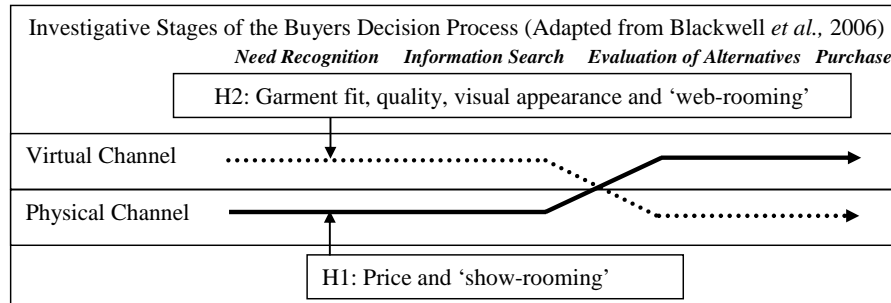 Investigative Stages of the Buyers Decision Process (Adapted from Blackwell et al., 2006)
Need Recognition Information Search Evaluation of Alternatives Purchase
H2: Garment fit, quality, visual appearance and ‘web-rooming’
Virtual Channel
Physical Channel
H1: Price and ‘show-rooming’